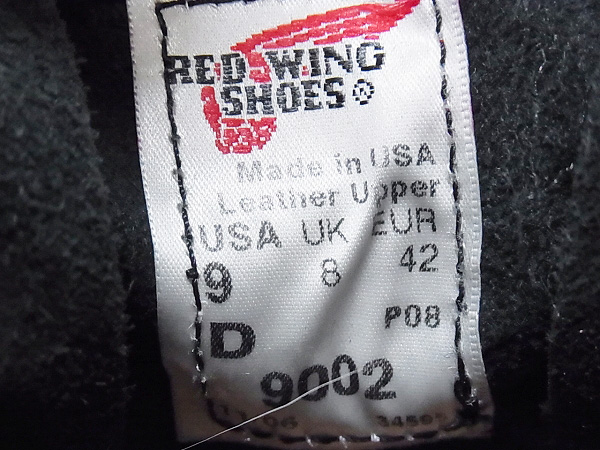 RED WING
SHOES®
Made in USA
Leather Upper
USA UK EUR
9 8 42
D P08
9002